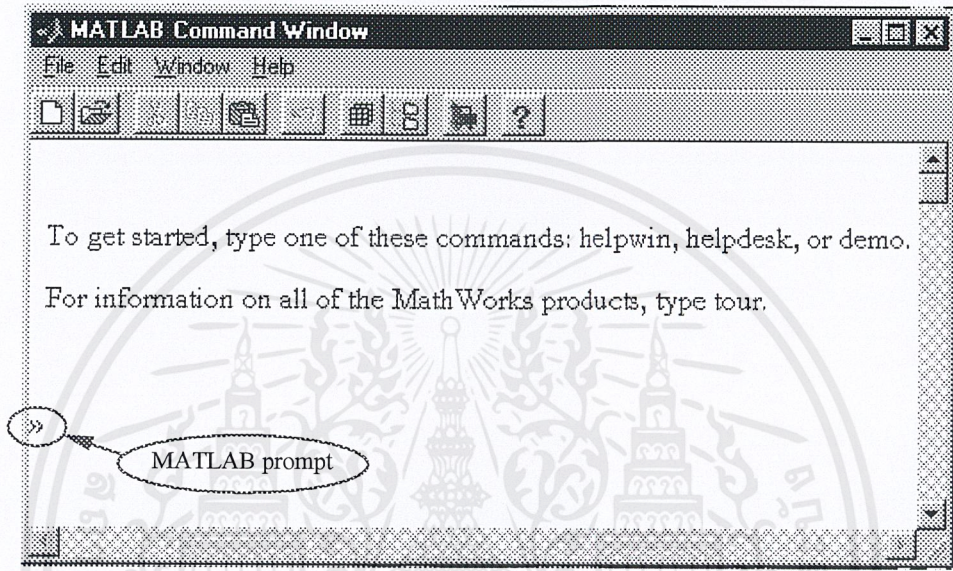 MATLAB Command Window
File Edit Window Help
To get started, type one of these commands: helpwin, helpdesk, or demo.
For information on all of the MathWorks products, type tour.
»
MATLAB prompt